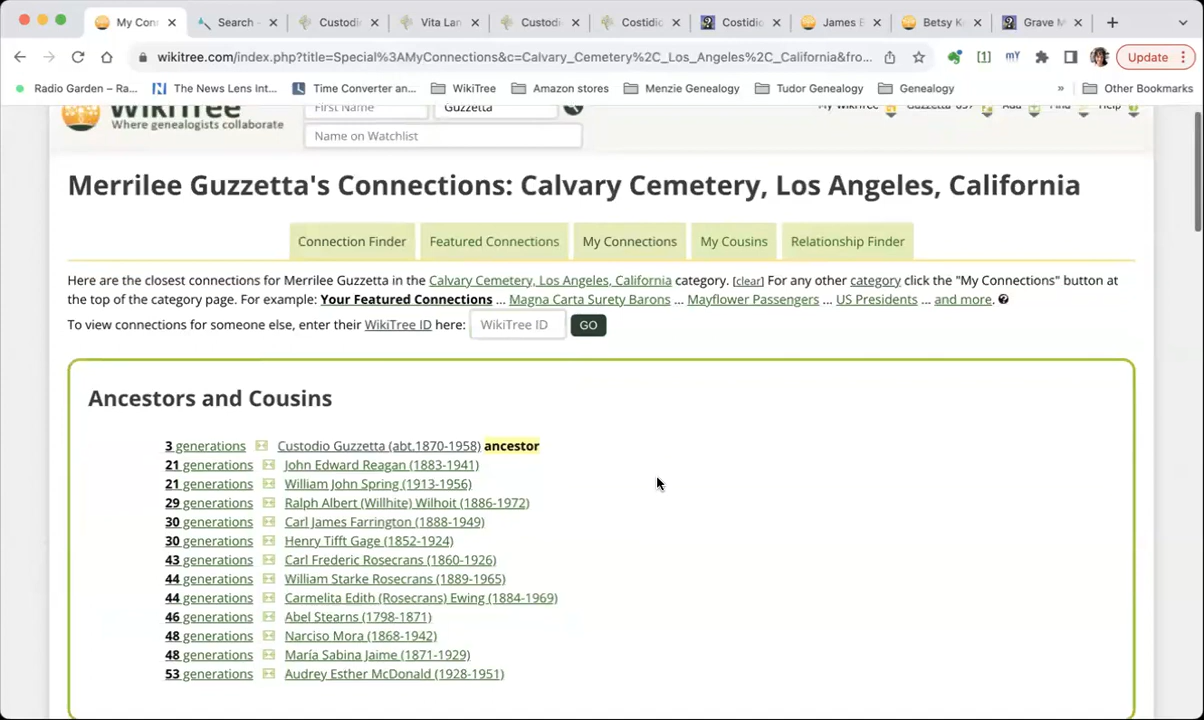 My Conn
Search -
Custodi
Vita Lan
Custodi
Costidic
Costidic
James E
Betsy K
Grave M
wikitree.com/index.php?title=Special%3AMyConnections&c=Calvary_Cemetery%2C_Los_Angeles%2C_California&fro...
[1]
mY
Update
Radio Garden – Ra...
The News Lens Int...
Time Converter an...
WikiTree
Amazon stores
Menzie Genealogy
Tudor Genealogy
Genealogy
»
Other Bookmarks
WikiTree
Where genealogists collaborate
First Name
Guzzetta
My WikiTree
Add
Find
Help
Name on Watchlist
Merrilee Guzzetta's Connections: Calvary Cemetery, Los Angeles, California
Connection Finder
Featured Connections
My Connections
My Cousins
Relationship Finder
Here are the closest connections for Merrilee Guzzetta in the Calvary Cemetery, Los Angeles, California category. [clear] For any other category click the "My Connections" button at
the top of the category page. For example: Your Featured Connections ... Magna Carta Surety Barons ... Mayflower Passengers ... US Presidents ... and more.
To view connections for someone else, enter their WikiTree ID here: WikiTree ID GO
Ancestors and Cousins
3 generations Custodio Guzzetta (abt.1870-1958) ancestor
21 generations John Edward Reagan (1883-1941)
21 generations William John Spring (1913-1956)
29 generations Ralph Albert (Willhite) Wilhoit (1886-1972)
30 generations Carl James Farrington (1888-1949)
30 generations Henry Tifft Gage (1852-1924)
43 generations Carl Frederic Rosecrans (1860-1926)
44 generations William Starke Rosecrans (1889-1965)
44 generations Carmelita Edith (Rosecrans) Ewing (1884-1969)
46 generations Abel Stearns (1798-1871)
48 generations Narciso Mora (1868-1942)
48 generations María Sabina Jaime (1871-1929)
53 generations Audrey Esther McDonald (1928-1951)